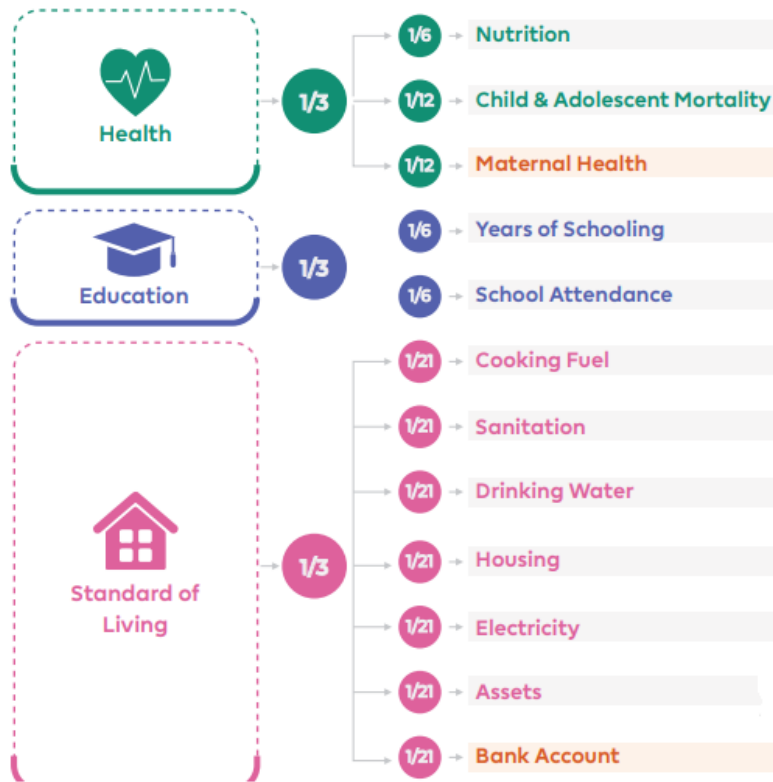 Health
1/3
1/6
Nutrition
1/12
Child & Adolescent Mortality
1/12
Maternal Health
Education
1/3
1/6
Years of Schooling
1/6
School Attendance
Standard of
Living
1/3
1/21
Cooking Fuel
1/21
Sanitation
1/21
Drinking Water
1/21
Housing
1/21
Electricity
1/21
Assets
1/21
Bank Account